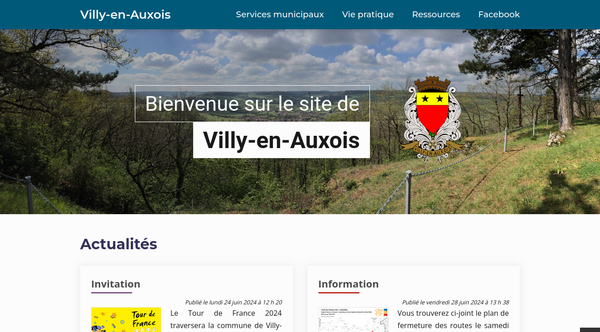 Villy-en-Auxois
Services municipaux
Vie pratique
Ressources
Facebook
Bienvenue sur le site de
Villy-en-Auxois
Actualités
Invitation
Publié le lundi 24 juin 2024 à 12 h 20
Tour de
France
Le Tour de France 2024
traversera la commune de Villy-
Information
Publié le vendredi 28 juin 2024 à 13 h 38
Vous trouverez ci-joint le plan de
fermeture des routes le samedi